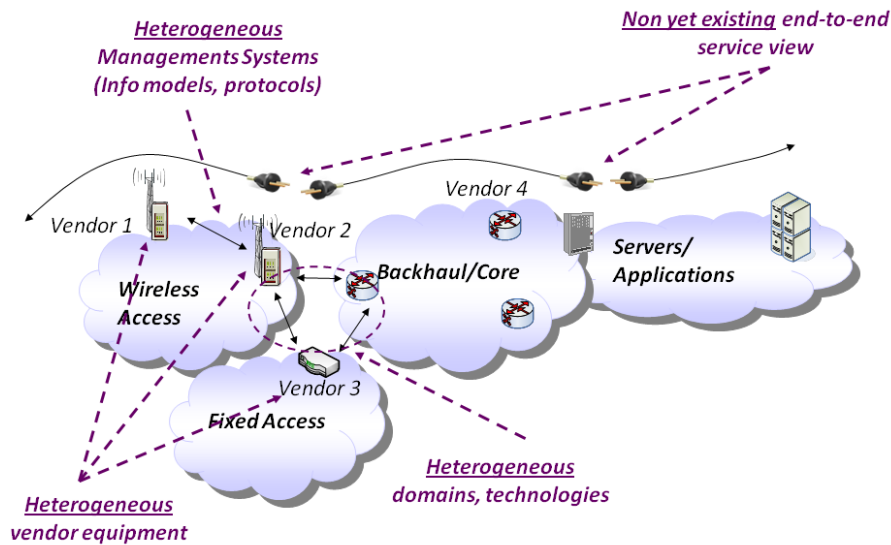 Heterogeneous
Managements Systems
(Info models, protocols)
Non yet existing end-to-end
service view
Vendor 1
Vendor 2
Vendor 4
Wireless
Access
Backhaul/Core
Servers/
Applications
Vendor 3
Fixed Access
Heterogeneous
domains, technologies
Heterogeneous
vendor equipment